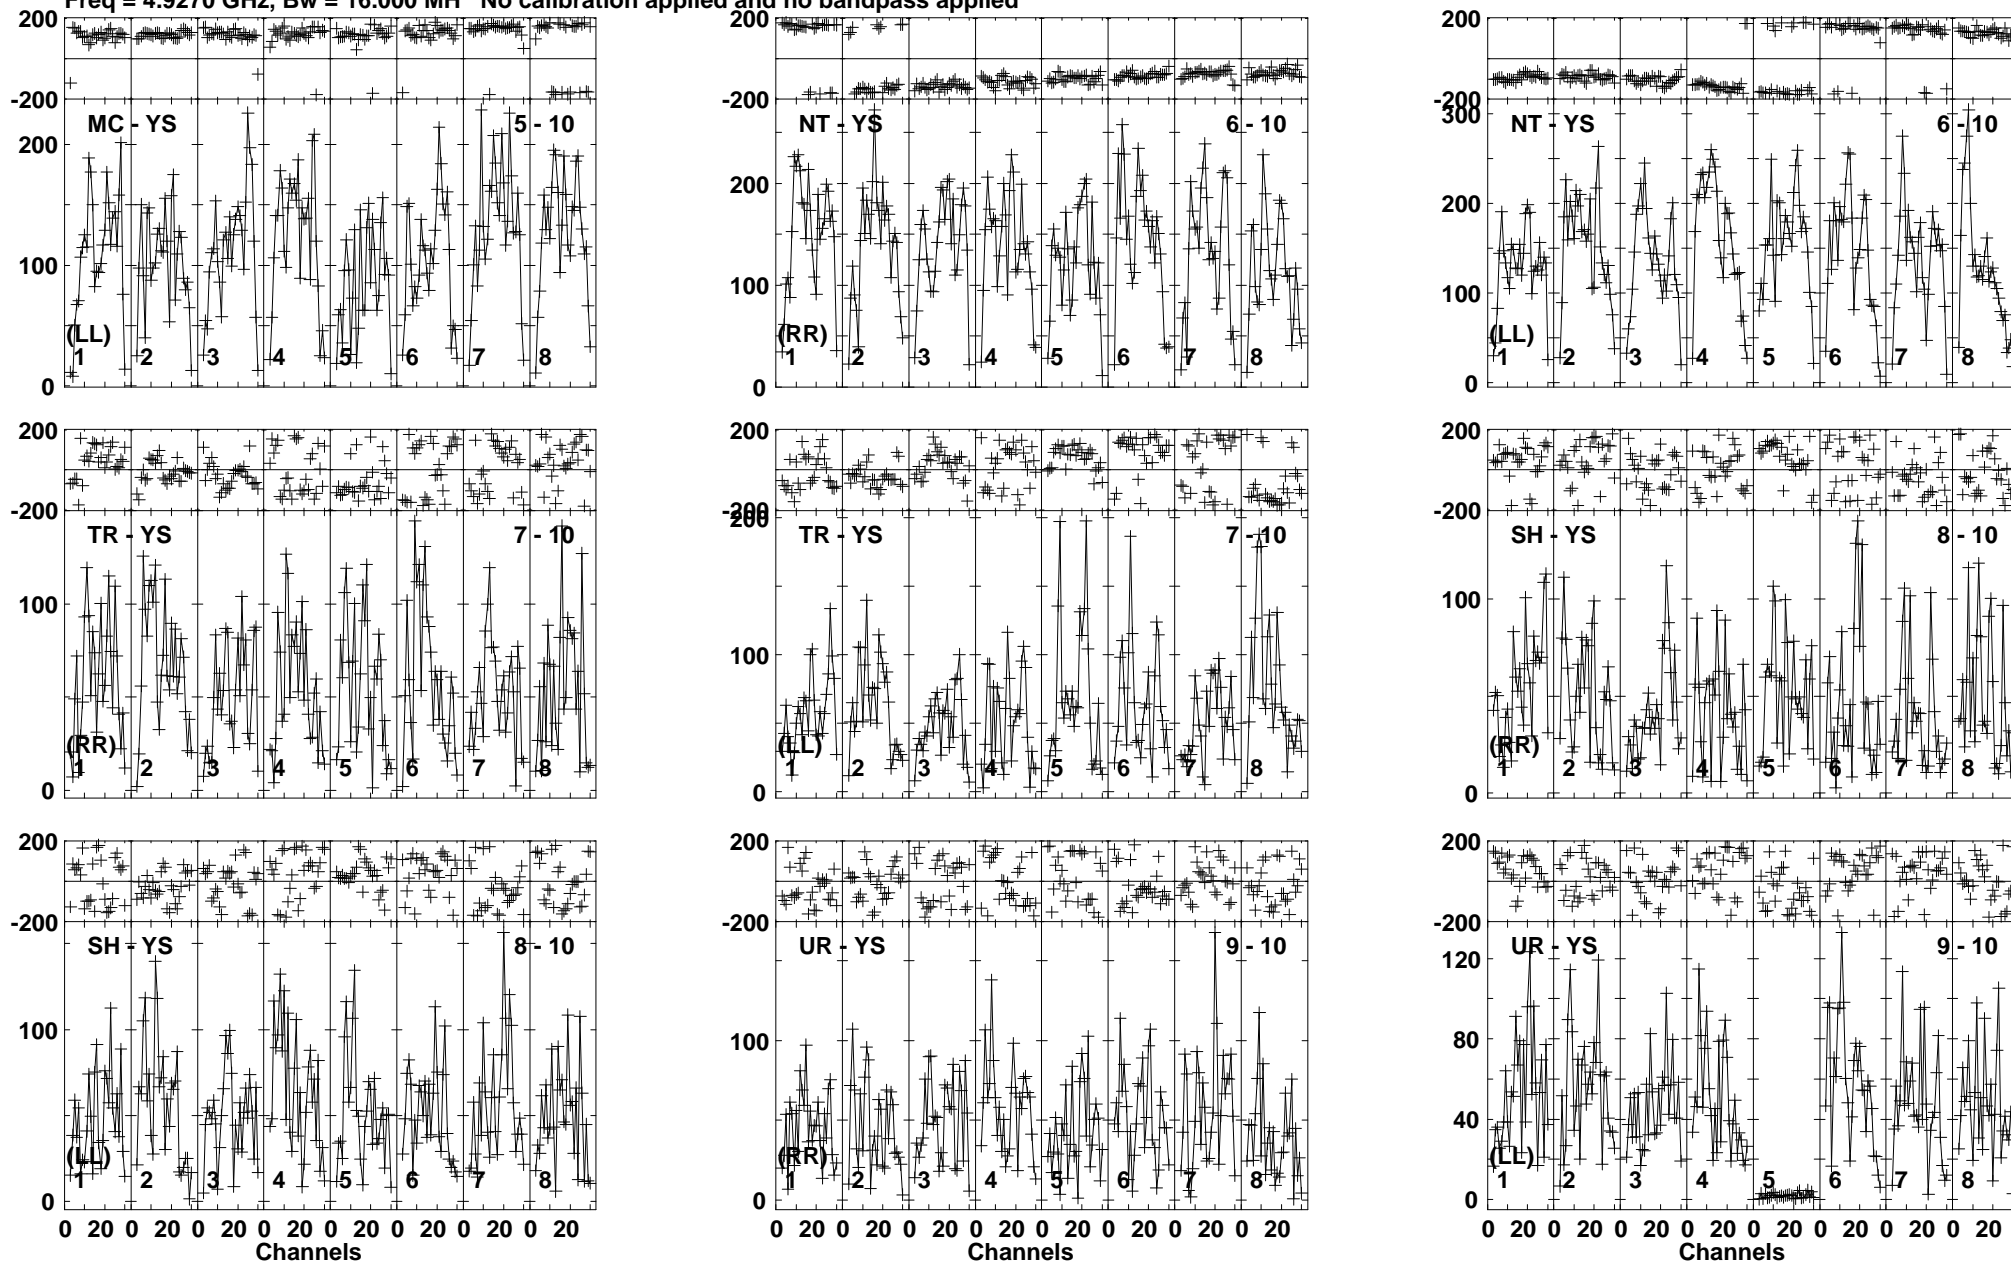 Freq = 4.9270 GHz, Bw = 16.000 MH No calibration applied and no bandpass applied
200 200 200
-200 -200 -200
MC - YS 5 - 10 NT - YS 6 - 10 NT - YS 6 - 10
300
200 200 200
100 100 100
(LL) (RR) (LL)
1 2 3 4 5 6 7 8 1 2 3 4 5 6 7 8 1 2 3 4 5 6 7 8
0 0 0
200 200 200
-200 -200 -200
200
TR - YS 7 - 10 TR - YS 7 - 10 SH - YS 8 - 10
100 100 100
(RR) (LL) (RR)
1 2 3 4 5 6 7 8 1 2 3 4 5 6 7 8 1 2 3 4 5 6 7 8
0 0 0
200 200 200
-200 -200 -200
SH - YS 8 - 10 UR - YS 9 - 10 UR - YS 9 - 10
120
100 100 80
40
(LL) (RR) (LL)
1 2 3 4 5 6 7 8 1 2 3 4 5 6 7 8 1 2 3 4 5 6 7 8
0 0 0
0 20 0 20 0 20 0 20 0 20 0 20 0 20 0 20 0 20 0 20 0 20 0 20 0 20 0 20 0 20 0 20 0 20 0 20 0 20 0 20 0 20 0 20 0 20 0 20
Channels Channels Channels